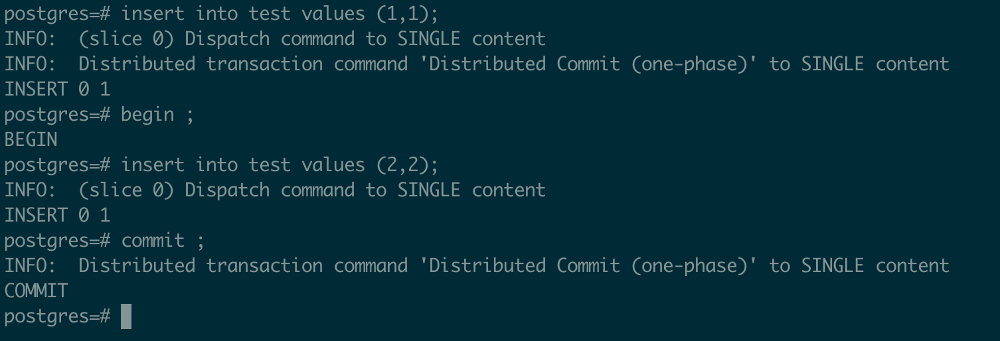 postgres=# insert into test values (1,1);
INFO:  (slice 0) Dispatch command to SINGLE content
INFO:  Distributed transaction command 'Distributed Commit (one-phase)' to SINGLE content
INSERT 0 1
postgres=# begin ;
BEGIN
postgres=# insert into test values (2,2);
INFO:  (slice 0) Dispatch command to SINGLE content
INSERT 0 1
postgres=# commit ;
INFO:  Distributed transaction command 'Distributed Commit (one-phase)' to SINGLE content
COMMIT
postgres=#